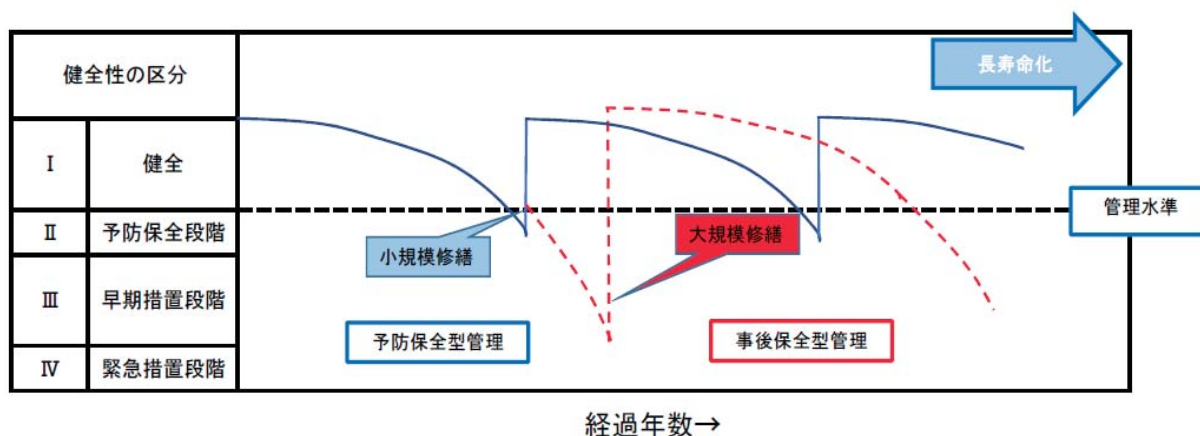 健全性の区分
長寿命化
Ⅰ 健全
管理水準
Ⅱ 予防保全段階
小規模修繕
大規模修繕
Ⅲ 早期措置段階
予防保全型管理
事後保全型管理
Ⅳ 緊急措置段階
経過年数→